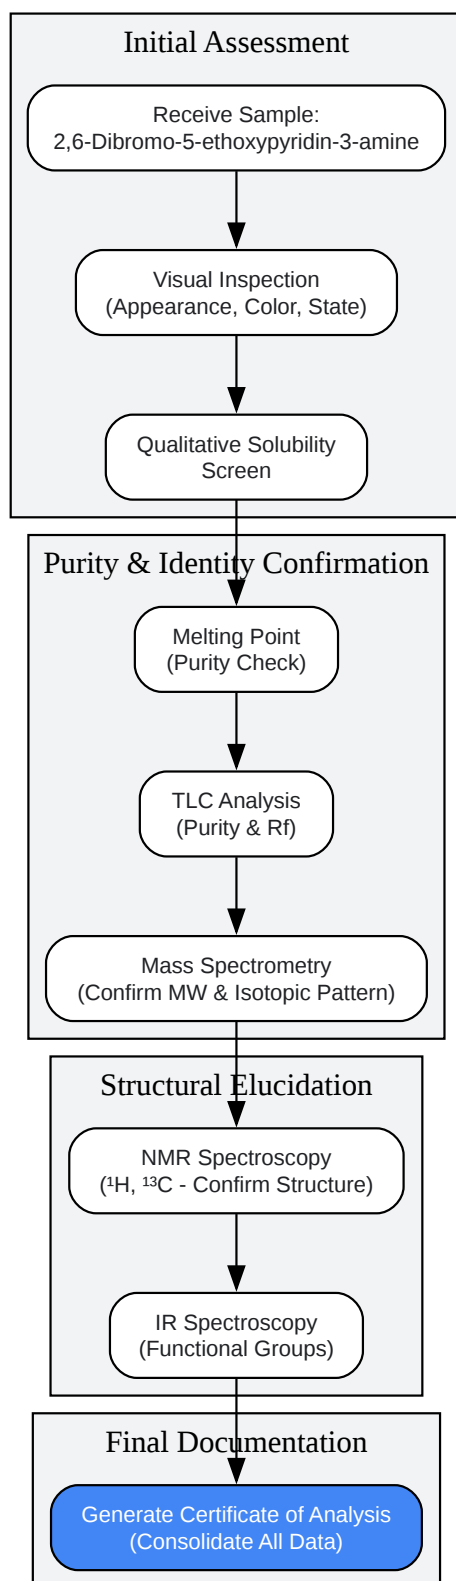 Initial Assessment
Receive Sample:
2,6-Dibromo-5-ethoxypyridin-3-amine
Visual Inspection
(Appearance, Color, State)
Qualitative Solubility
Screen
Purity & Identity Confirmation
Melting Point
(Purity Check)
TLC Analysis
(Purity & Rf)
Mass Spectrometry
(Confirm MW & Isotopic Pattern)
Structural Elucidation
NMR Spectroscopy
(¹H, ¹³C - Confirm Structure)
IR Spectroscopy
(Functional Groups)
Final Documentation
Generate Certificate of Analysis
(Consolidate All Data)